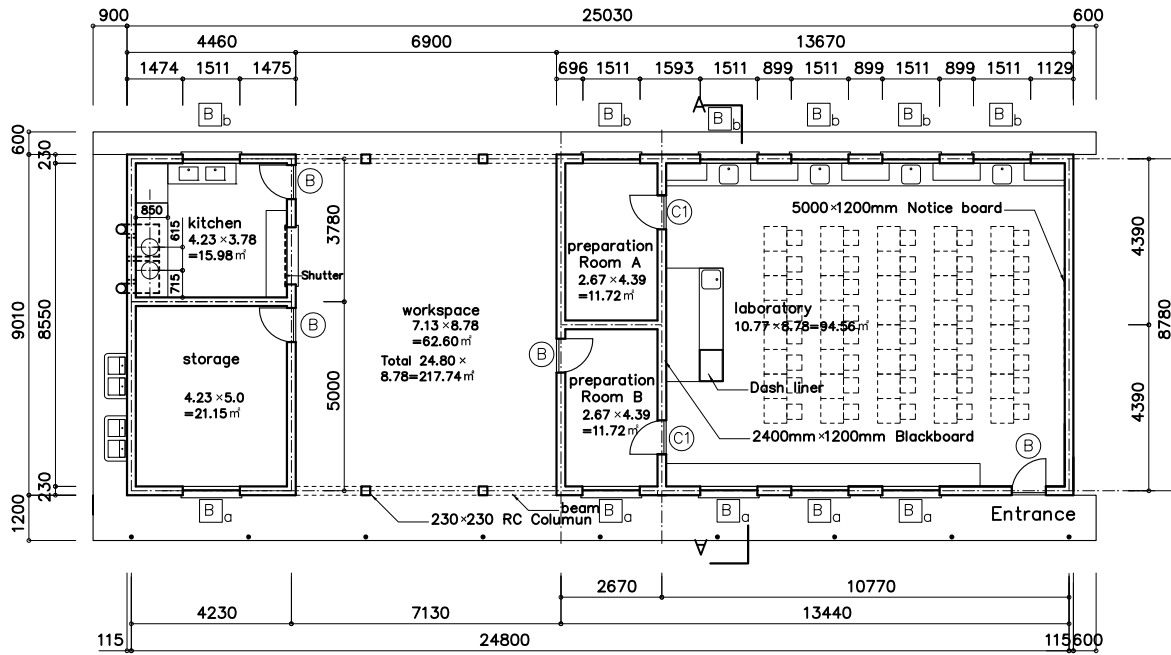 900 25030 600
4460 6900 13670
1474 1511 1475 696 1511 1593 1511 899 1511 899 1511 899 1511 1129
A
B b B b B b B b B b B b
600
230
9010
8550
230
1200
850
615
715
kitchen
4.23×3.78
=15.98㎡
B
Shutter
3780
storage
4.23×5.0
=21.15㎡
B
5000
workspace
7.13×8.78
=62.60㎡
Total 24.80×
8.78=217.74㎡
preparation
Room A
2.67×4.39
=11.72㎡
C1
B
preparation
Room B
2.67×4.39
=11.72㎡
C1
5000×1200mm Notice board
laboratory
10.77×8.78=94.56㎡
Dash liner
2400mm×1200mm Blackboard
B
4390
8780
4390
B a B a B a B a B a
beam
230×230 RC Columun
Entrance
A
2670 10770
4230 7130 13440
115 24800 115 600